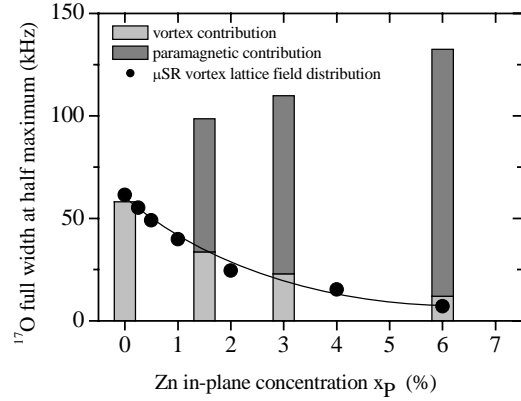 150
100
50
0
¹⁷O full width at half maximum (kHz)
vortex contribution
paramagnetic contribution
μSR vortex lattice field distribution
0 1 2 3 4 5 6 7
Zn in-plane concentration xP (%)